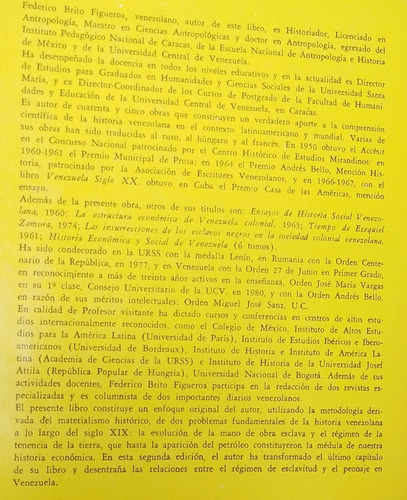 Federico Brito Figueroa, venezolano, autor de este libro, es Historiador, Licenciado en
Antropología, Maestro en Ciencias Antropológicas y doctor en Antropología, egresado del
Instituto Pedagógico Nacional de Caracas, de la Escuela Nacional de Antropología e Historia
de México y de la Universidad Central de Venezuela.
Ha desempeñado la docencia en todos los niveles educativos y en la actualidad es Director
de Estudios para Graduados en Humanidades y Ciencias Sociales de la Universidad Santa
María, y ex Director-Coordinador de los Cursos de Postgrado de la Facultad de Humani-
dades y Educación de la Universidad Central de Venezuela, en Caracas.
Es autor de cuarenta y cinco obras que constituyen un verdadero aporte a la comprensión
científica de la historia venezolana en el contexto latinoamericano y mundial. Varias de
sus obras han sido traducidas al ruso, al húngaro y al francés. En 1950 obtuvo el Accésit
en el Concurso Nacional patrocinado por el Centro Histórico de Estudios Mirandinos: en
1960-1961 el Premio Municipal de Prosa; en 1964 el Premio Andrés Bello, Mención His-
toria, patrocinado por la Asociación de Escritores Venezolanos, y en 1966-1967, con el
libro Venezuela Siglo XX, obtuvo en Cuba el Premio Casa de las Américas, mención
ensayo.
Además de la presente obra, otros de sus títulos son: Ensayos de Historia Social Venezo-
lana, 1960; La estructura económica de Venezuela colonial, 1963; Tiempo de Ezequiel
Zamora, 1974; Las insurrecciones de los esclavos negros en la sociedad colonial venezolana,
1961; Historia Económica y Social de Venezuela (6 tomos).
Ha sido condecorado en la URSS con la medalla Lenin, en Rumania con la Orden Cente-
nario de la República, en 1977, y en Venezuela con la Orden 27 de Junio en Primer Grado,
en reconocimiento a más de treinta años activos en la enseñanza, Orden José María Vargas
en su 1ª clase, Consejo Universitario de la UCV, en 1980, y con la Orden Andrés Bello,
en razón de sus méritos intelectuales; Orden Miguel José Sanz, U.C.
En calidad de Profesor visitante ha dictado cursos y conferencias en centros de altos estu-
dios internacionalmente reconocidos, como el Colegio de México, Instituto de Altos Estu-
dios para la América Latina (Universidad de París), Instituto de Estudios Ibéricos e Ibero-
americanos (Universidad de Bordeaux), Instituto de Historia e Instituto de América La-
tina (Academia de Ciencias de la URSS) e Instituto de Historia de la Universidad Josef
Attila (República Popular de Hungría), Universidad Nacional de Bogotá. Además de sus
actividades docentes, Federico Brito Figueroa participa en la redacción de dos revistas es-
pecializadas y es columnista de dos importantes diarios venezolanos.
El presente libro constituye un enfoque original del autor, utilizando la metodología deri-
vada del materialismo histórico, de dos problemas fundamentales de la historia venezolana
a lo largo del siglo XIX: la evolución de la mano de obra esclava y el régimen de la
tenencia de la tierra, que hasta la aparición del petróleo constituyeron la médula de nuestra
historia económica. En esta segunda edición, el autor ha transformado el último capítulo
de su libro y desentraña las relaciones entre el régimen de esclavitud y el peonaje en
Venezuela.